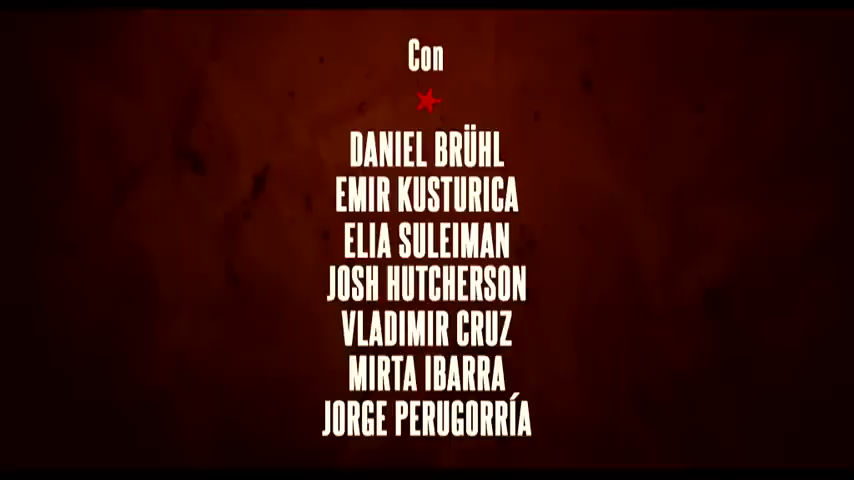 Con
DANIEL BRÜHL
EMIR KUSTURICA
ELIA SULEIMAN
JOSH HUTCHERSON
VLADIMIR CRUZ
MIRTA IBARRA
JORGE PERUGORRÍA